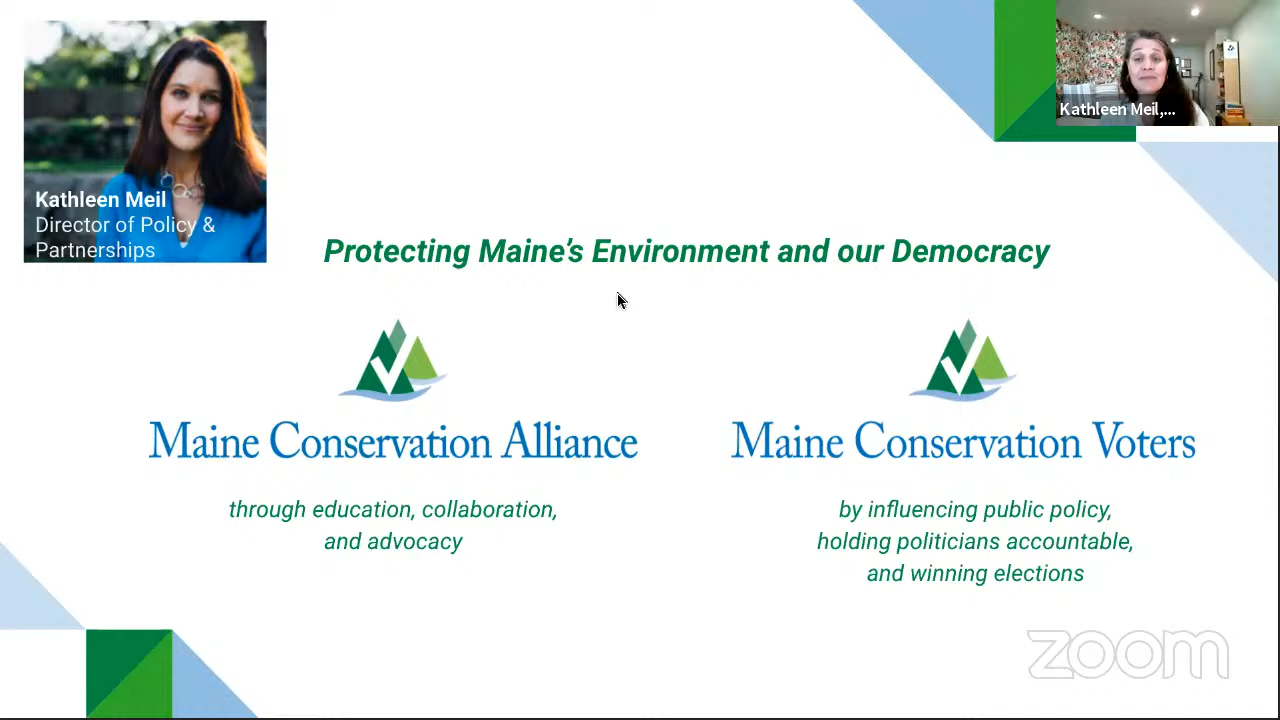 Kathleen Meil
Director of Policy &
Partnerships
Kathleen Meil,...
Protecting Maine's Environment and our Democracy
Maine Conservation Alliance
through education, collaboration,
and advocacy
Maine Conservation Voters
by influencing public policy,
holding politicians accountable,
and winning elections
zoom